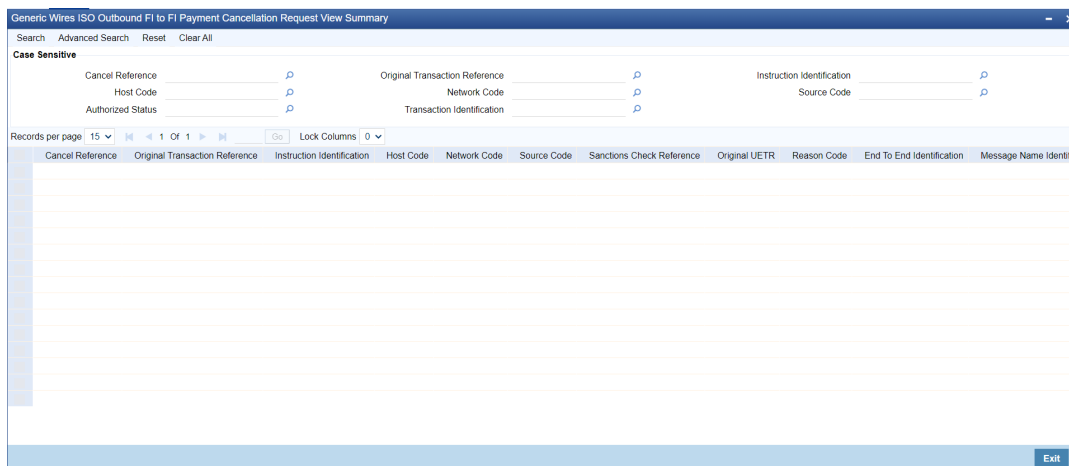 Generic Wires ISO Outbound FI to FI Payment Cancellation Request View Summary
Search Advanced Search Reset Clear All
Case Sensitive
Cancel Reference Original Transaction Reference Instruction Identification
Host Code Network Code Source Code
Authorized Status Transaction Identification
Records per page 15 1 Of 1 Go Lock Columns 0
Cancel Reference Original Transaction Reference Instruction Identification Host Code Network Code Source Code Sanctions Check Reference Original UETR Reason Code End To End Identification Message Name Identif
Exit